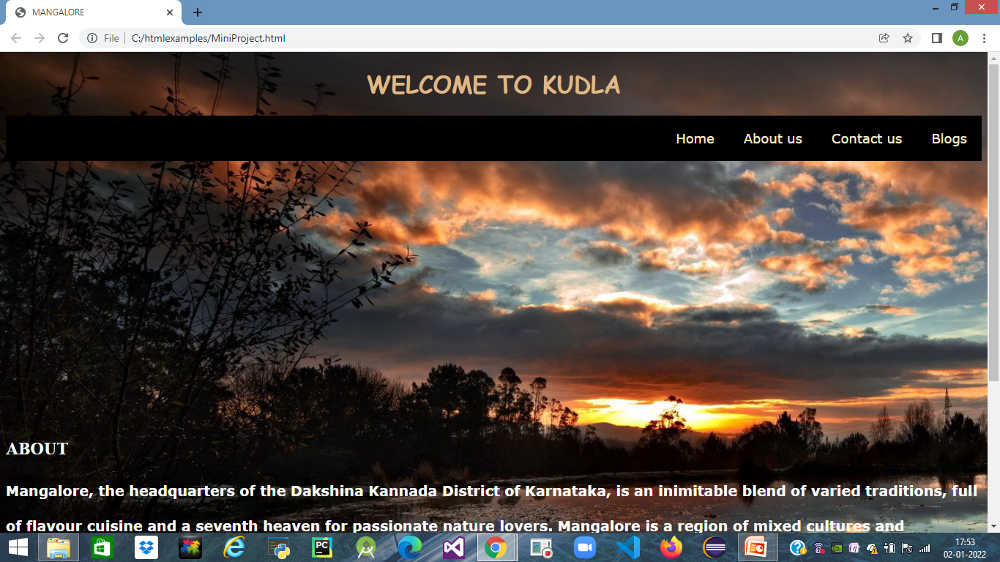 MANGALORE
File
C:/htmlexamples/MiniProject.html
A
WELCOME TO KUDLA
Home About us Contact us Blogs
ABOUT
Mangalore, the headquarters of the Dakshina Kannada District of Karnataka, is an inimitable blend of varied traditions, full
of flavour cuisine and a seventh heaven for passionate nature lovers. Mangalore is a region of mixed cultures and
PC
17:53
02-01-2022